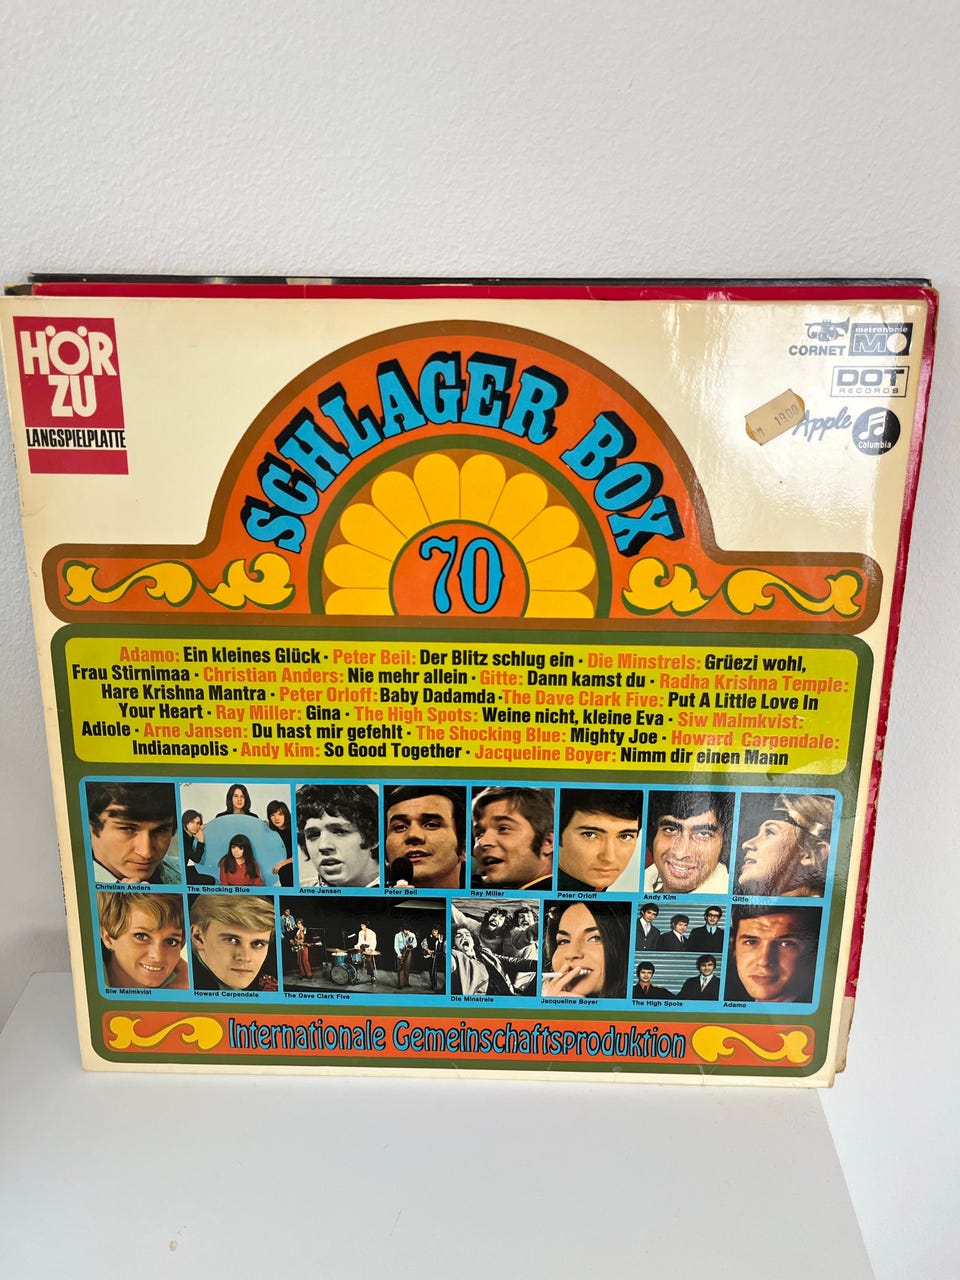 HÖR
ZU
LANGSPIELPLATTE
SCHLAGER BOX
70
CORNET
metronome
M
DOT
RECORDS
M 19.00
Apple
Columbia
Adamo: Ein kleines Glück · Peter Beil: Der Blitz schlug ein · Die Minstrels: Grüezi wohl,
Frau Stirnimaa · Christian Anders: Nie mehr allein · Gitte: Dann kamst du · Radha Krishna Temple:
Hare Krishna Mantra · Peter Orloff: Baby Dadamda · The Dave Clark Five: Put A Little Love In
Your Heart · Ray Miller: Gina · The High Spots: Weine nicht, kleine Eva · Siw Malmkvist:
Adiole · Arne Jansen: Du hast mir gefehlt · The Shocking Blue: Mighty Joe · Howard Carpendale:
Indianapolis · Andy Kim: So Good Together · Jacqueline Boyer: Nimm dir einen Mann
Christian Anders
The Shocking Blue
Arne Jansen
Peter Beil
Ray Miller
Peter Orloff
Andy Kim
Gitte
Siw Malmkvist
Howard Carpendale
The Dave Clark Five
Die Minstrels
Jacqueline Boyer
The High Spots
Adamo
Internationale Gemeinschaftsproduktion